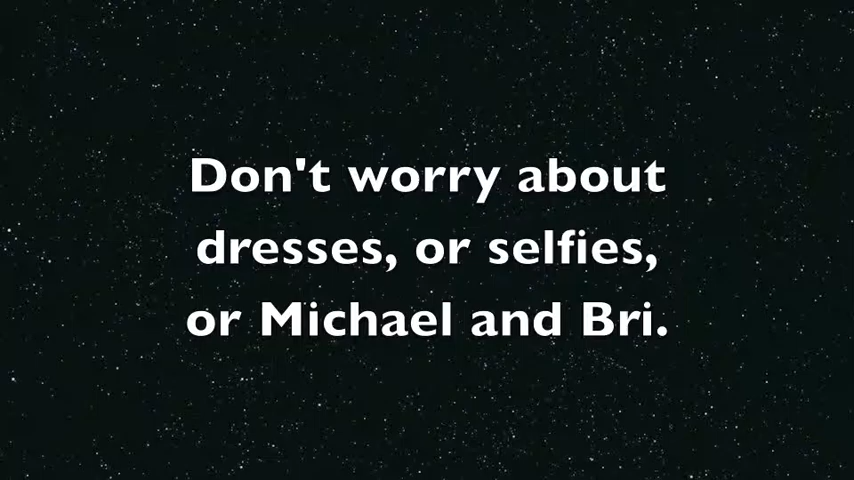 Don't worry about
dresses, or selfies,
or Michael and Bri.